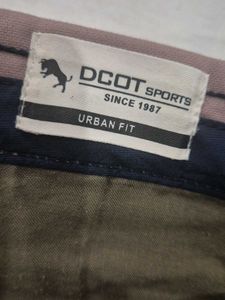 DCOT SPORTS
SINCE 1987
URBAN FIT